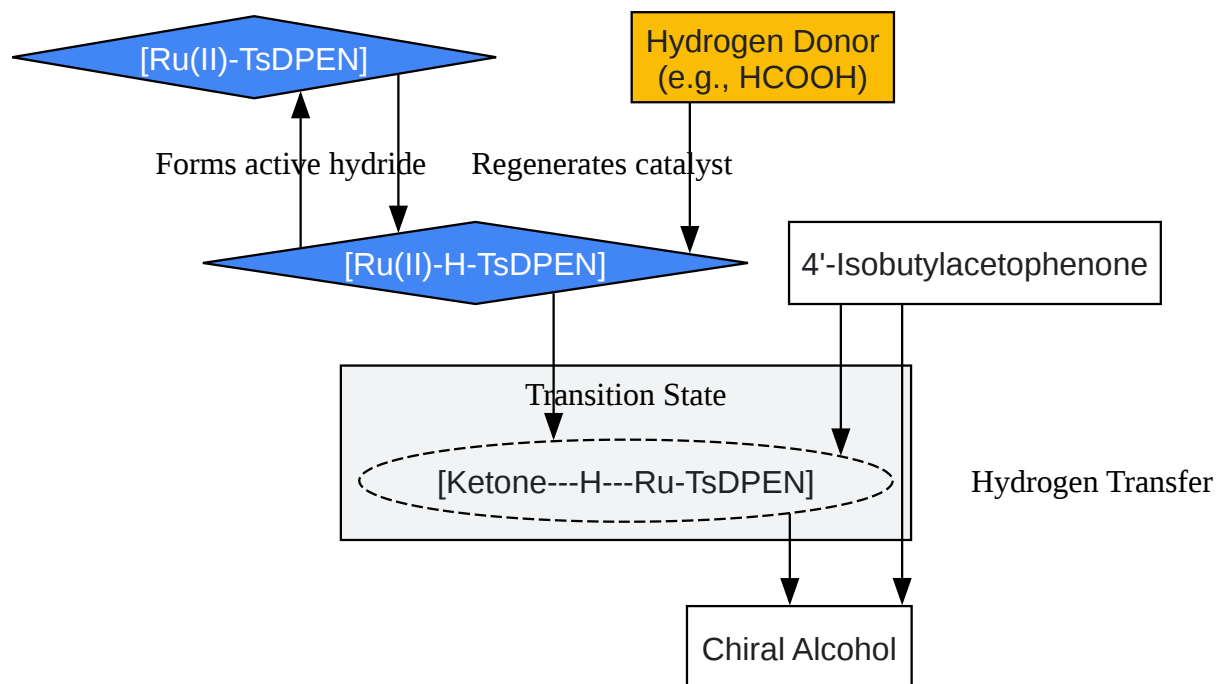 [Ru(II)-TsDPEN]
Hydrogen Donor
(e.g., HCOOH)
Forms active hydride
Regenerates catalyst
[Ru(II)-H-TsDPEN]
4'-Isobutylacetophenone
Transition State
[Ketone---H---Ru-TsDPEN]
Hydrogen Transfer
Chiral Alcohol